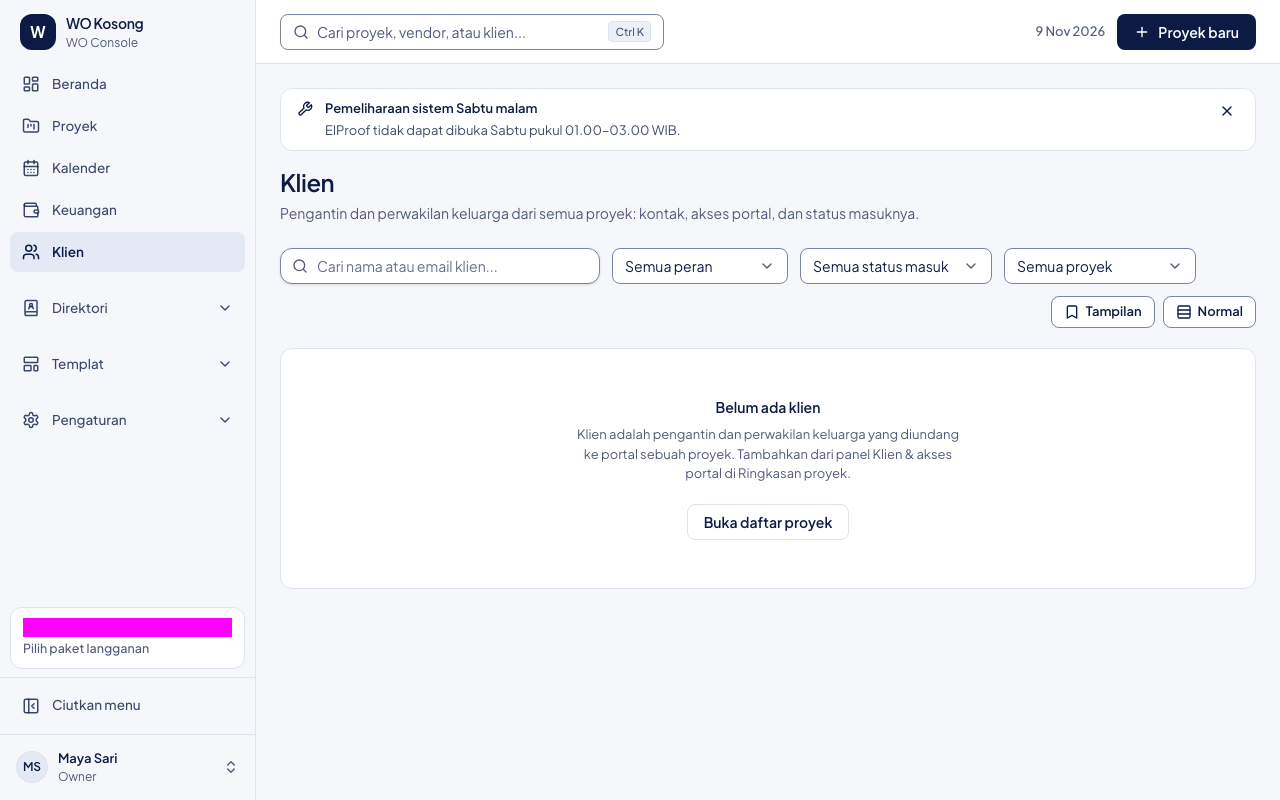 W
WO Kosong
WO Console
Beranda
Proyek
Kalender
Keuangan
Klien
Direktori
Templat
Pengaturan
Pilih paket langganan
Ciutkan menu
MS
Maya Sari
Owner
Cari proyek, vendor, atau klien...
Ctrl K
9 Nov 2026
Proyek baru
Pemeliharaan sistem Sabtu malam
ElProof tidak dapat dibuka Sabtu pukul 01.00–03.00 WIB.
Klien
Pengantin dan perwakilan keluarga dari semua proyek: kontak, akses portal, dan status masuknya.
Cari nama atau email klien...
Semua peran
Semua status masuk
Semua proyek
Tampilan
Normal
Belum ada klien
Klien adalah pengantin dan perwakilan keluarga yang diundang
ke portal sebuah proyek. Tambahkan dari panel Klien & akses
portal di Ringkasan proyek.
Buka daftar proyek